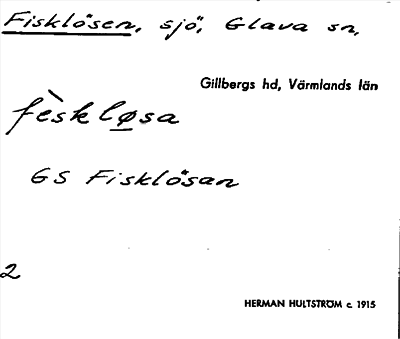 Fisklösen, sjö, Glava sn,
Gillbergs hd, Värmlands län
fèskløsa
GS Fisklösan
2
HERMAN HULTSTRÖM c. 1915